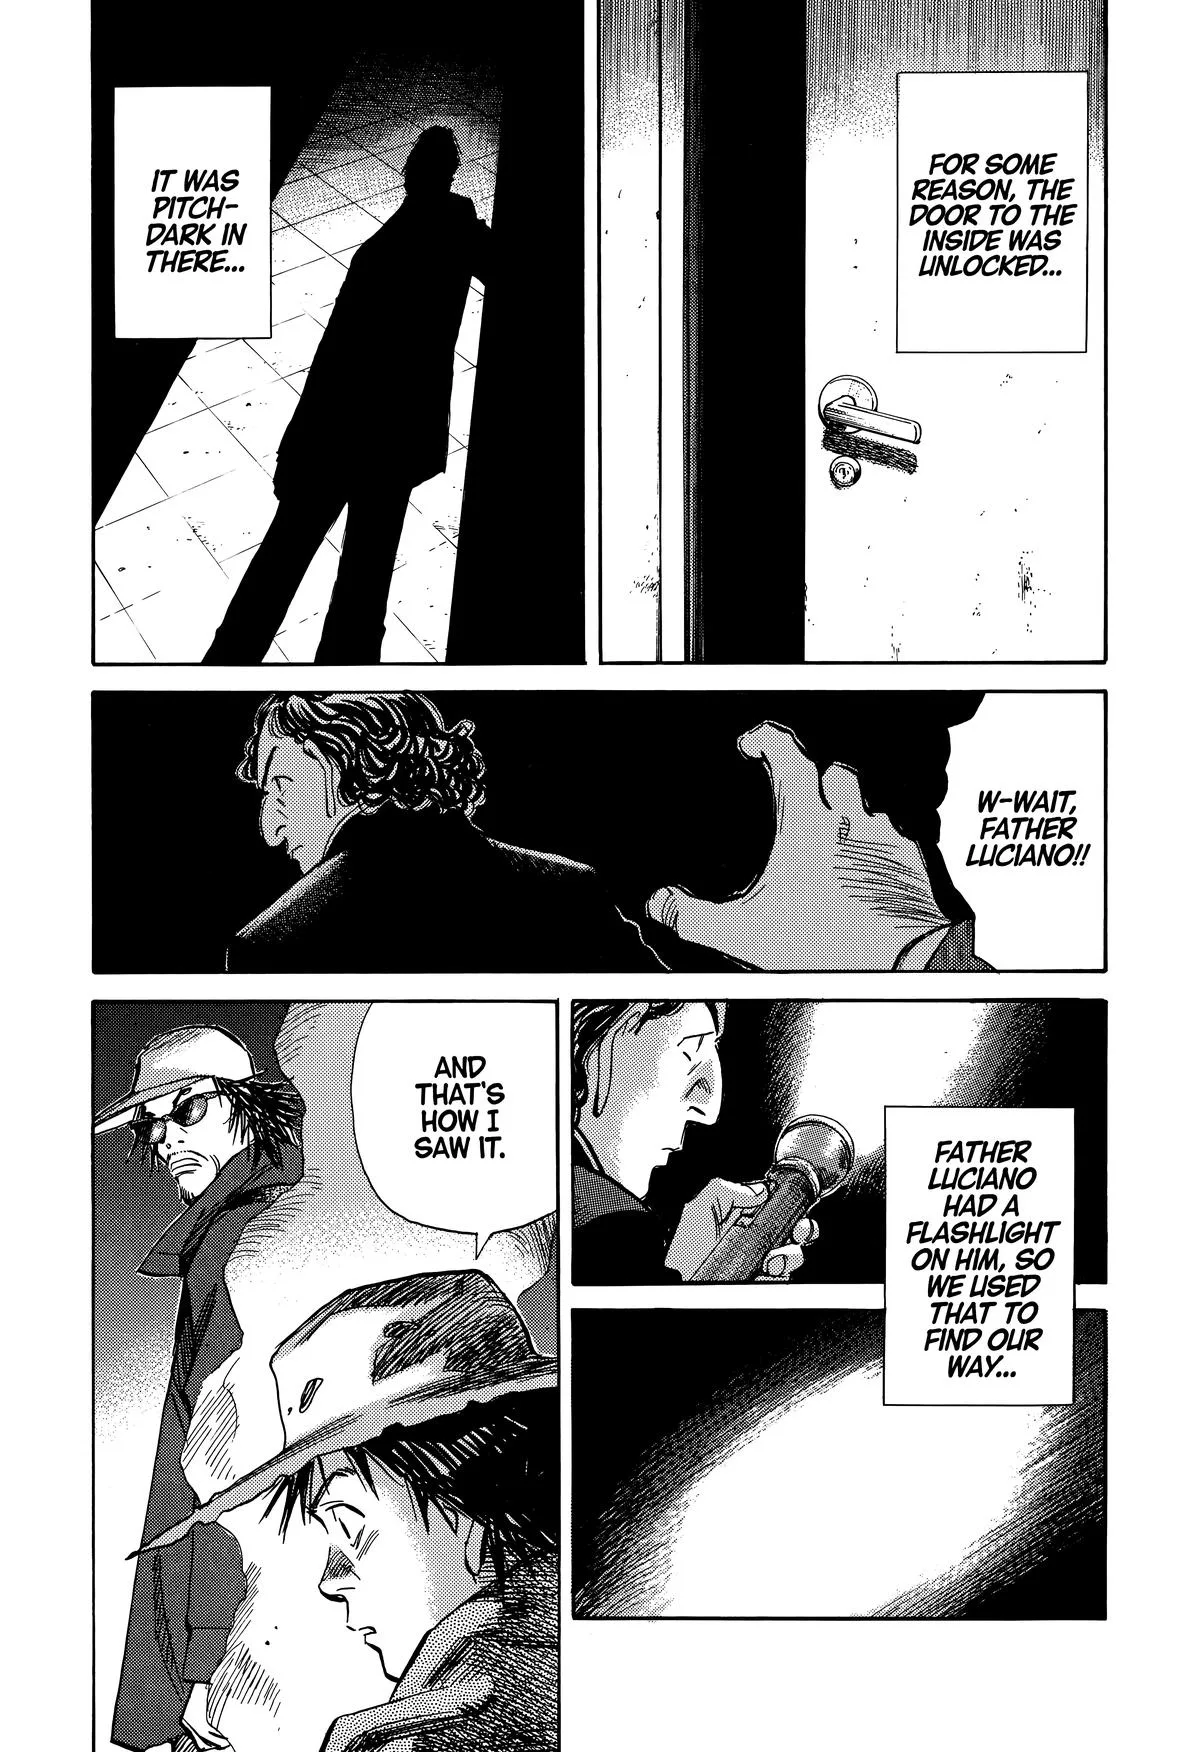 FOR SOME
REASON, THE
DOOR TO THE
INSIDE WAS
UNLOCKED...
IT WAS
PITCH-
DARK IN
THERE...
W-WAIT,
FATHER
LUCIANO!!
FATHER
LUCIANO
HAD A
FLASHLIGHT
ON HIM, SO
WE USED
THAT TO
FIND OUR
WAY...
AND
THAT'S
HOW I
SAW IT.